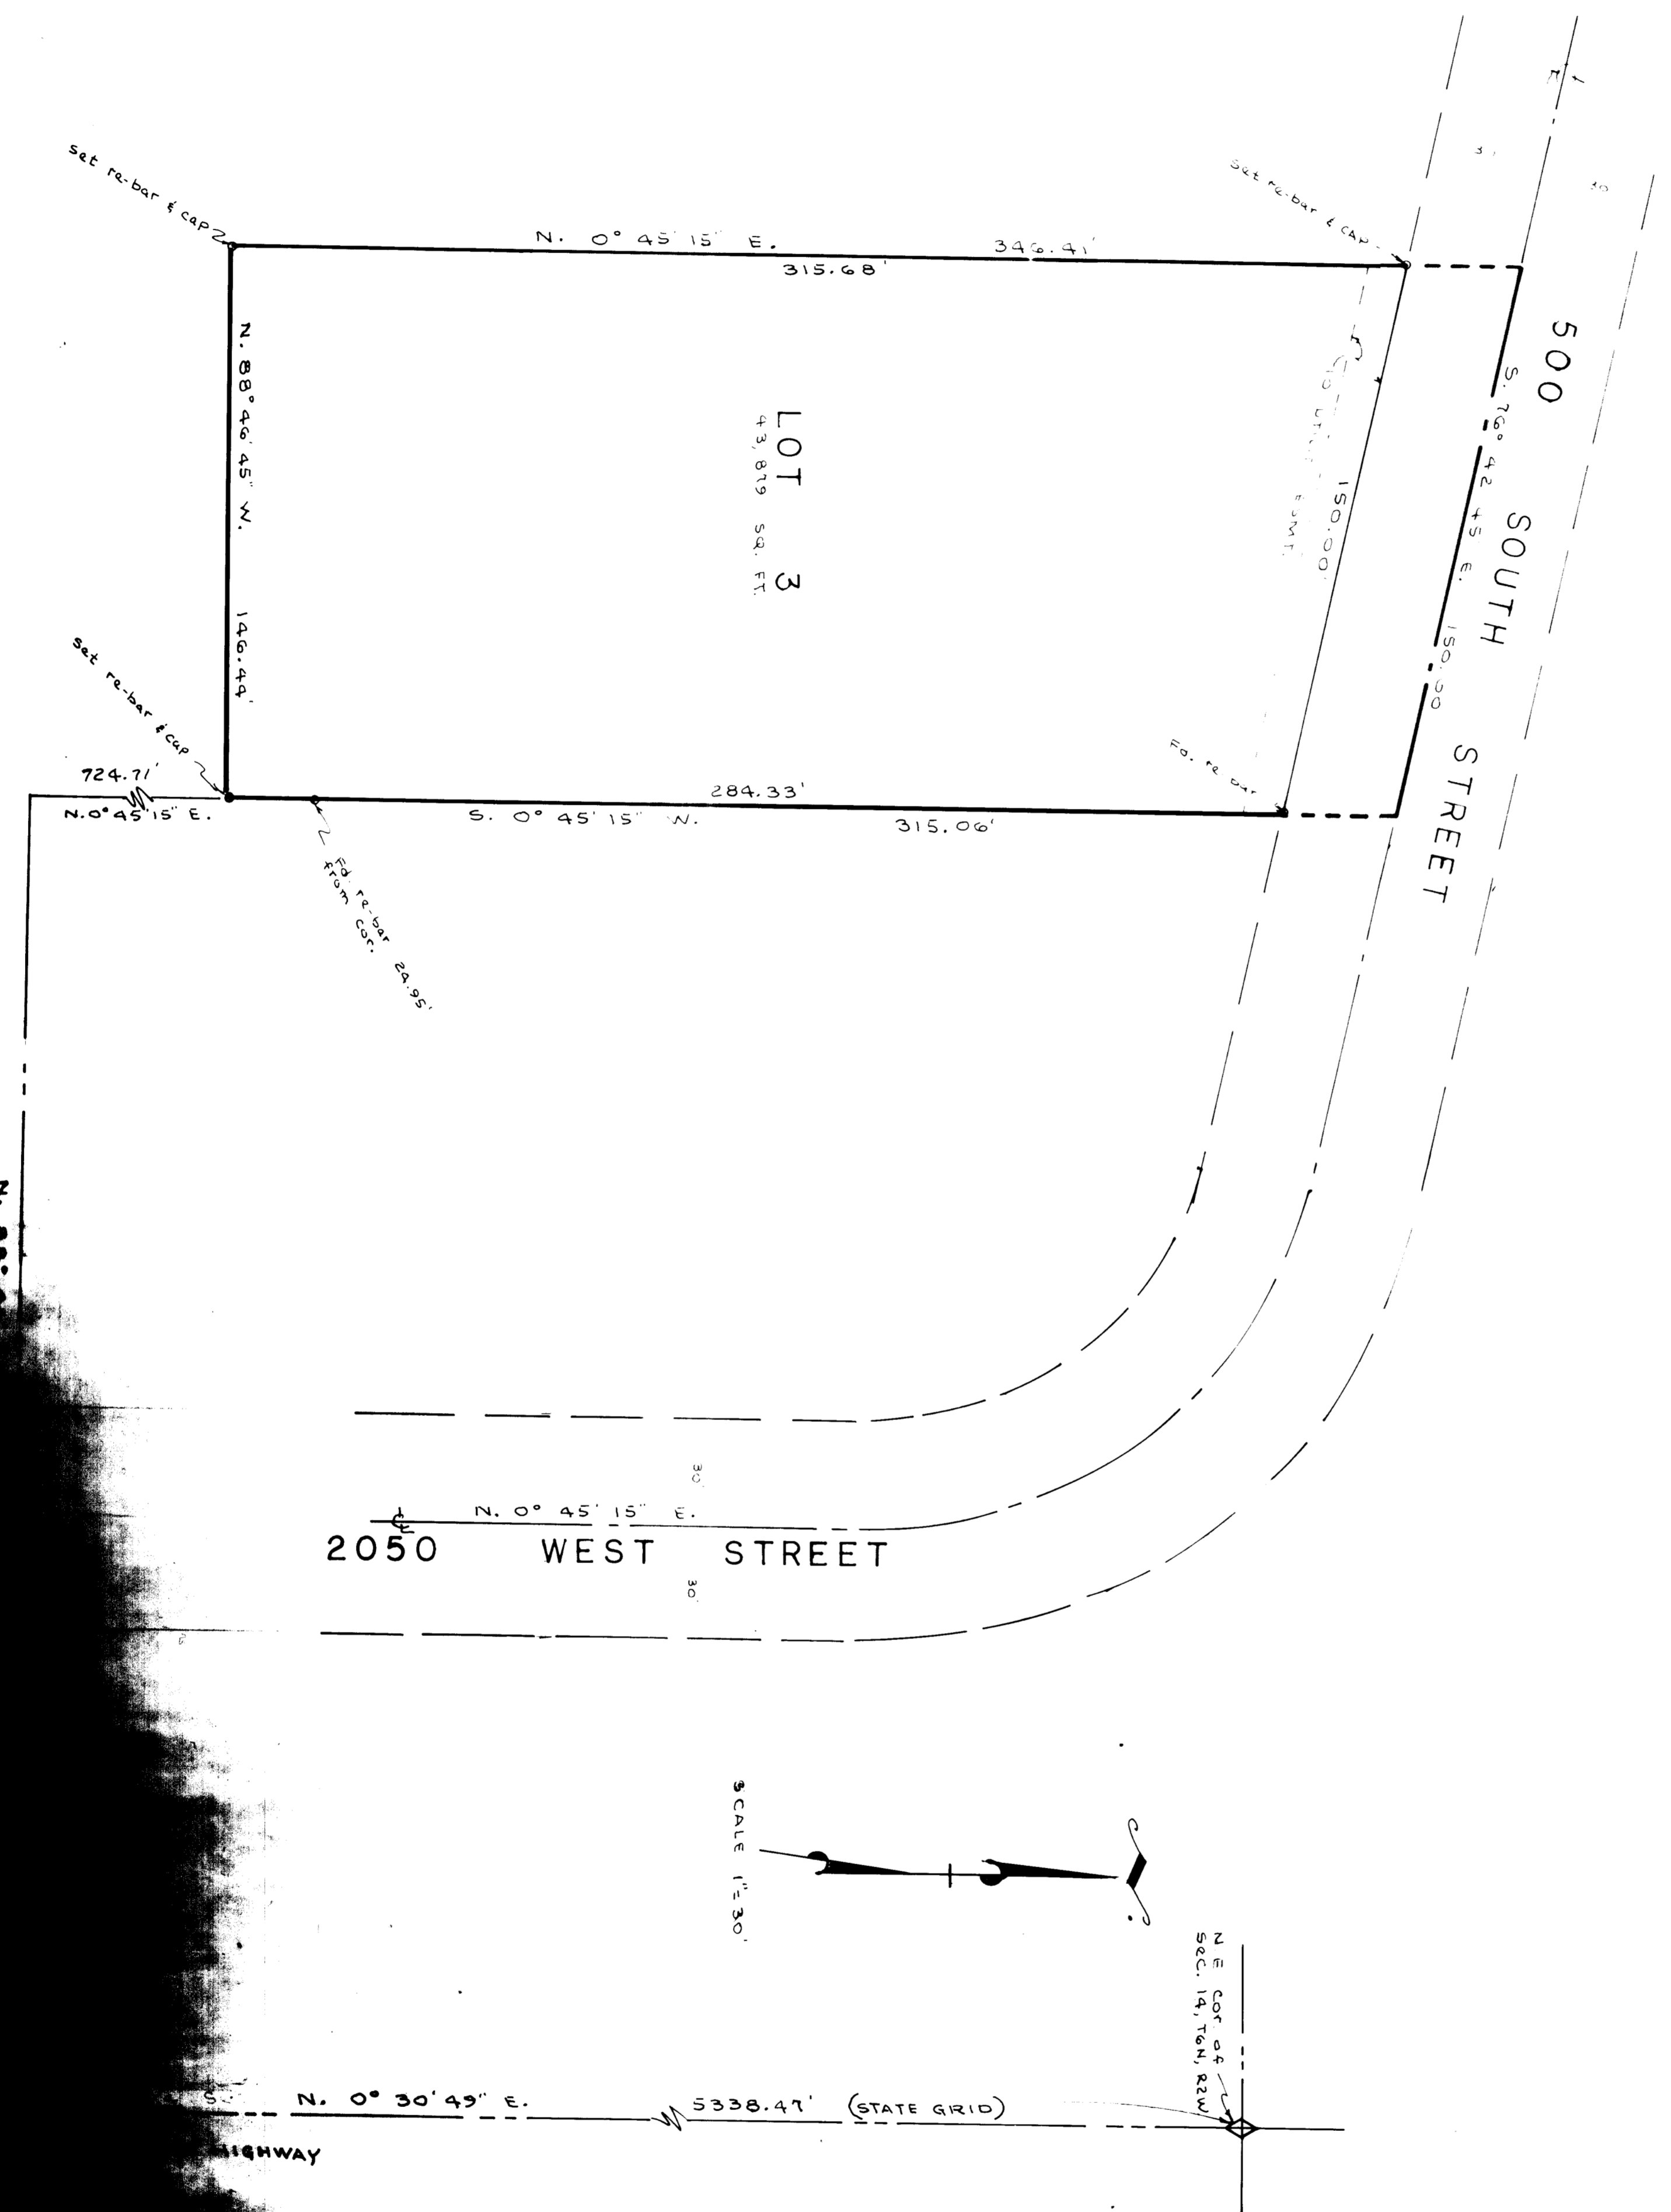 set re-bar & cap
set re-bar & cap
N. 0° 45' 15" E. 346.41'
315.68'
500 SOUTH STREET
S. 76° 42' 45" E. 150.00
150.00'
ESMT.
LOT 3
43,879 SQ. FT.
N. 88° 46' 45" W. 146.44'
set re-bar & cap
Fd. re bar
724.71'
N. 0° 45' 15" E.
284.33'
S. 0° 45' 15" W. 315.06'
Fd. re-bar 24.95'
from cor.
30'
N. 0° 45' 15" E.
2050 WEST STREET
30'
SCALE 1"=30'
N E Cor. of
Sec. 14, T6N, R2W
N. 0° 30' 49" E. 5338.47' (STATE GRID)
HIGHWAY